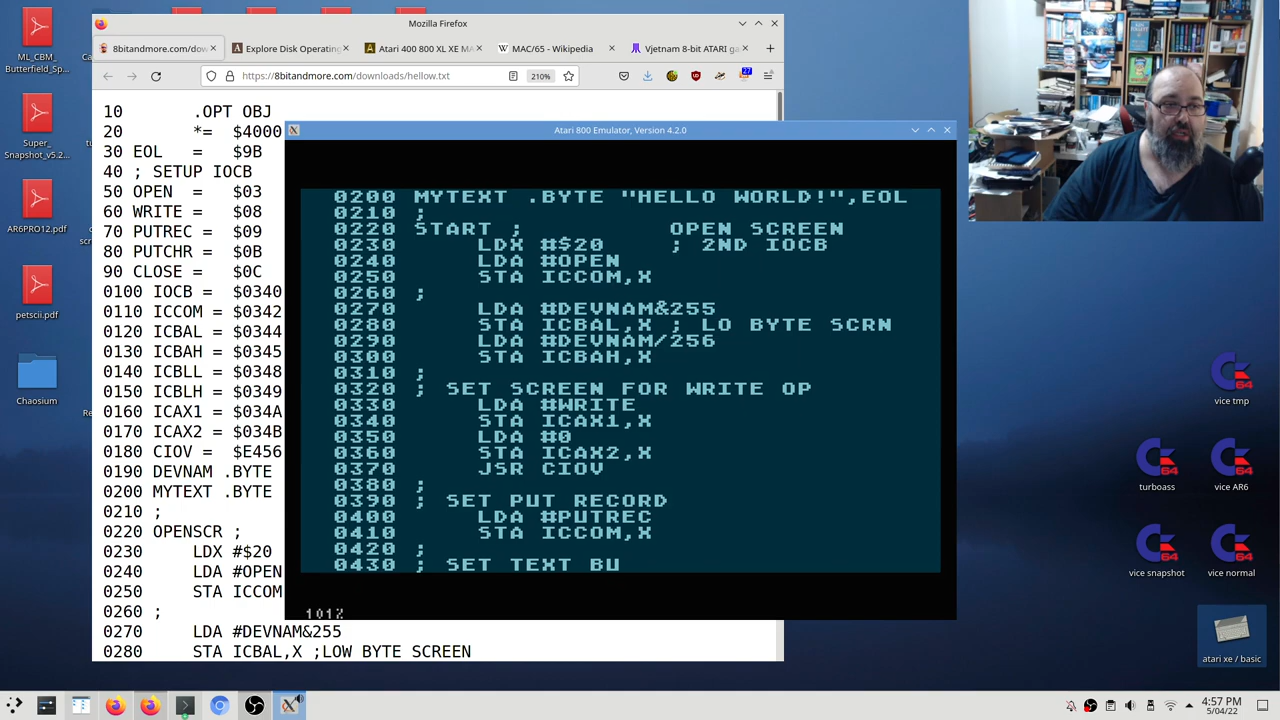 ML_CBM_
Butterfield_Sp...
Super_
Snapshot_v5.2...
AR6PRO12.pdf
petscii.pdf
Chaosium
Mozilla Firefox
8bitandmore.com/dow
Explore Disk Operating
Atari 400 800 XL XE MA
MAC/65 - Wikipedia
Vjetnam 8-bit ATARI ga
https://8bitandmore.com/downloads/hellow.txt
210%
27
10 .OPT OBJ
20 *= $4000
30 EOL = $9B
40 ; SETUP IOCB
50 OPEN = $03
60 WRITE = $08
70 PUTREC = $09
80 PUTCHR = $0B
90 CLOSE = $0C
0100 IOCB = $0340
0110 ICCOM = $0342
0120 ICBAL = $0344
0130 ICBAH = $0345
0140 ICBLL = $0348
0150 ICBLH = $0349
0160 ICAX1 = $034A
0170 ICAX2 = $034B
0180 CIOV = $E456
0190 DEVNAM .BYTE
0200 MYTEXT .BYTE
0210 ;
0220 OPENSCR ;
0230 LDX #$20
0240 LDA #OPEN
0250 STA ICCOM
0260 ;
0270 LDA #DEVNAM&255
0280 STA ICBAL,X ;LOW BYTE SCREEN
Atari 800 Emulator, Version 4.2.0
0200 MYTEXT .BYTE "HELLO WORLD!",EOL
0210 ;
0220 START ; OPEN SCREEN
0230 LDX #$20 ; 2ND IOCB
0240 LDA #OPEN
0250 STA ICCOM,X
0260 ;
0270 LDA #DEVNAM&255
0280 STA ICBAL,X ; LO BYTE SCRN
0290 LDA #DEVNAM/256
0300 STA ICBAH,X
0310 ;
0320 ; SET SCREEN FOR WRITE OP
0330 LDA #WRITE
0340 STA ICAX1,X
0350 LDA #0
0360 STA ICAX2,X
0370 JSR CIOV
0380 ;
0390 ; SET PUT RECORD
0400 LDA #PUTREC
0410 STA ICCOM,X
0420 ;
0430 ; SET TEXT BU
101%
vice tmp
turboass
vice AR6
vice snapshot
vice normal
atari xe / basic
4:57 PM
5/04/22